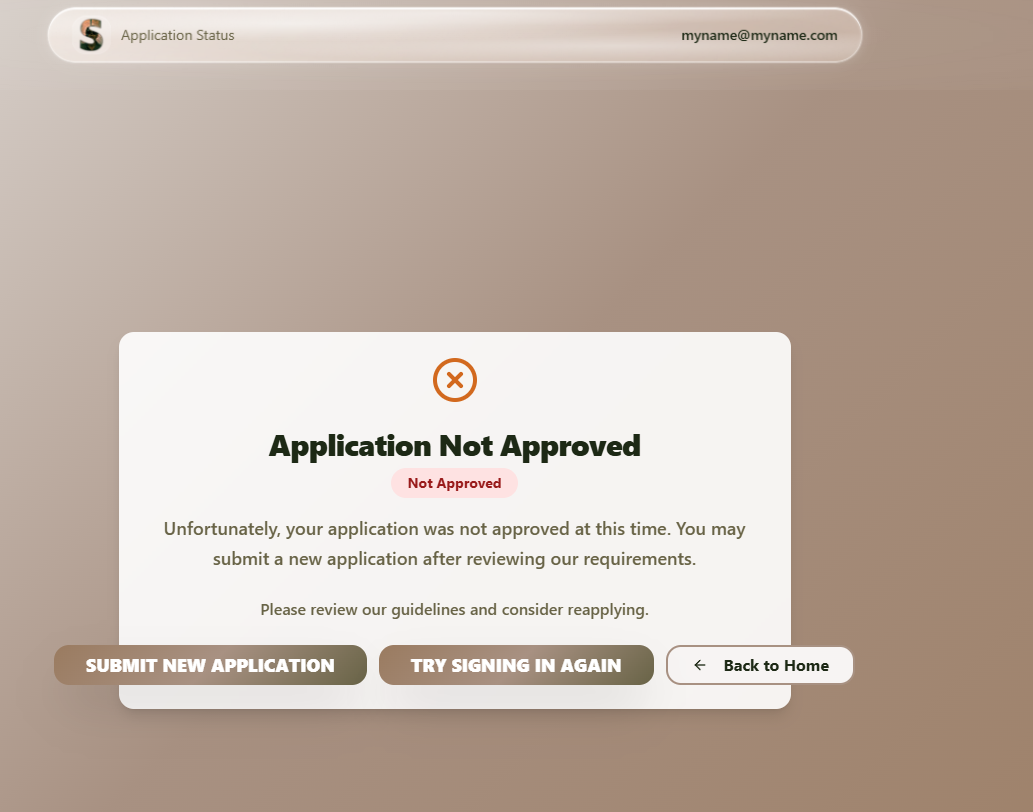 S Application Status myname@myname.com
Application Not Approved
Not Approved
Unfortunately, your application was not approved at this time. You may
submit a new application after reviewing our requirements.
Please review our guidelines and consider reapplying.
SUBMIT NEW APPLICATION TRY SIGNING IN AGAIN ← Back to Home